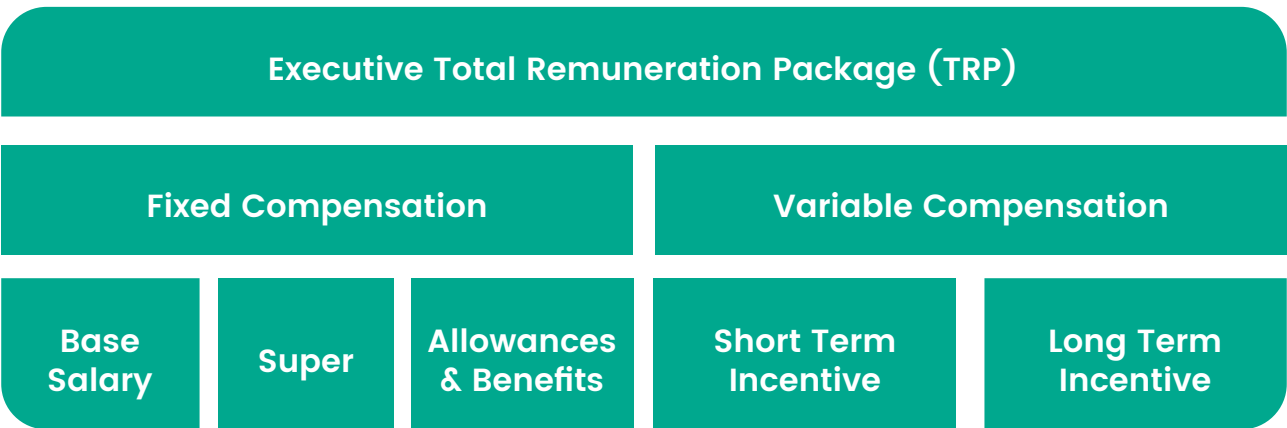 Executive Total Remuneration Package (TRP)
Fixed Compensation
Variable Compensation
Base
Salary
Super
Allowances
& Benefits
Short Term
Incentive
Long Term
Incentive